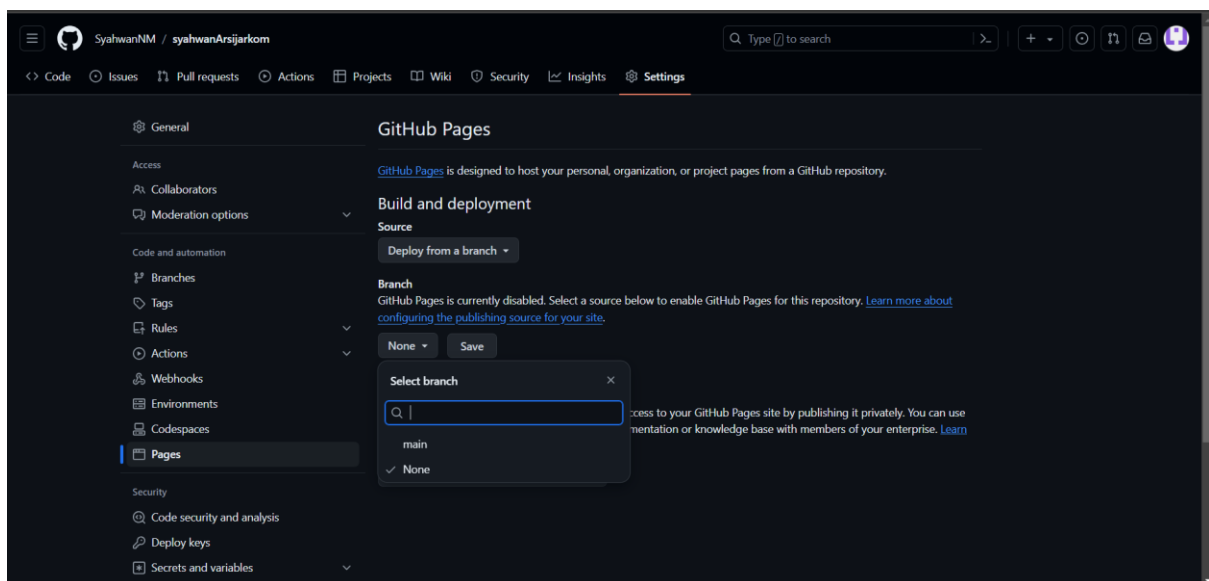 SyahwanNM / syahwanArsijarkom
Type / to search
Code Issues Pull requests Actions Projects Wiki Security Insights Settings
General
Access
Collaborators
Moderation options
Code and automation
Branches
Tags
Rules
Actions
Webhooks
Environments
Codespaces
Pages
Security
Code security and analysis
Deploy keys
Secrets and variables
GitHub Pages
GitHub Pages is designed to host your personal, organization, or project pages from a GitHub repository.
Build and deployment
Source
Deploy from a branch
Branch
GitHub Pages is currently disabled. Select a source below to enable GitHub Pages for this repository. Learn more about
configuring the publishing source for your site.
None Save
Select branch
main
None
ccess to your GitHub Pages site by publishing it privately. You can use
mentation or knowledge base with members of your enterprise. Learn